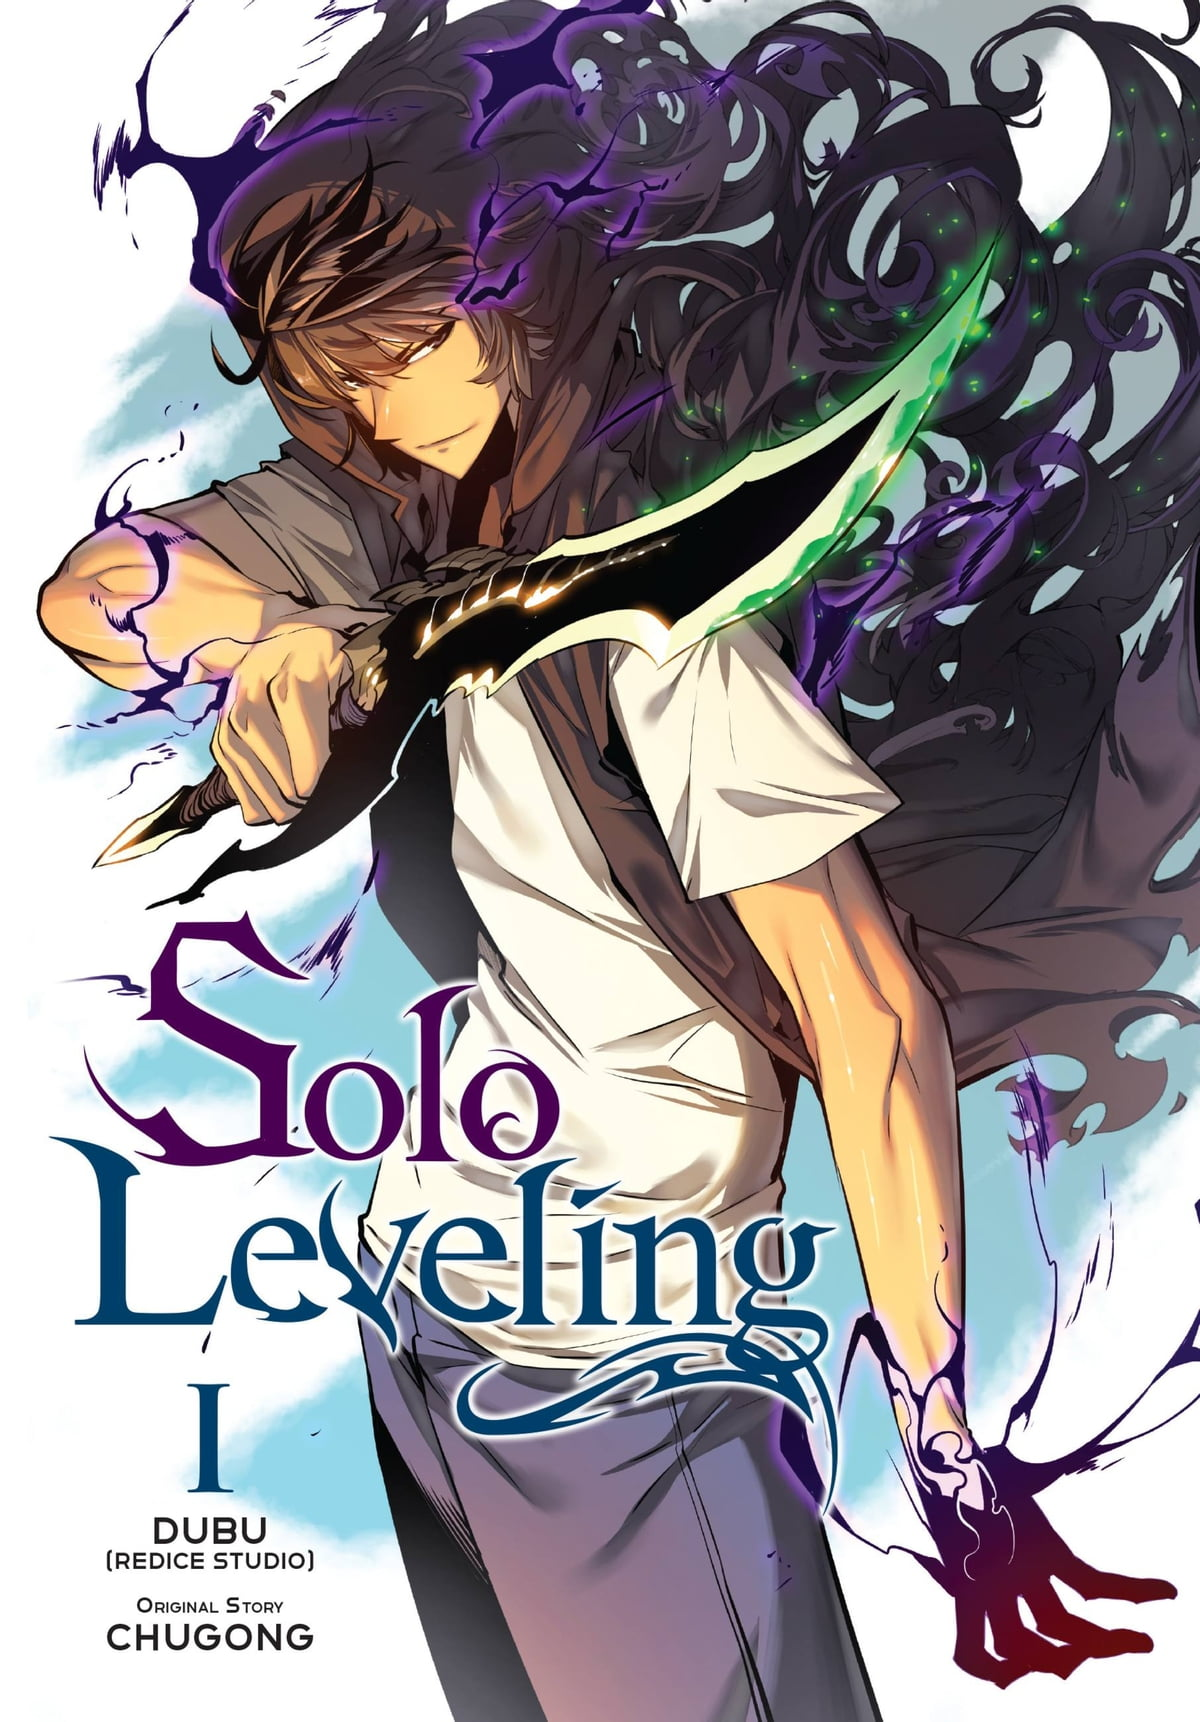 Solo
Leveling
I
DUBU
(REDICE STUDIO)
ORIGINAL STORY
CHUGONG